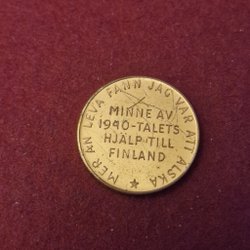 MER ÄN LEVA FANN JAG VAR ATT ÄLSKA
MINNE AV
1940-TALETS
HJÄLP TILL
FINLAND